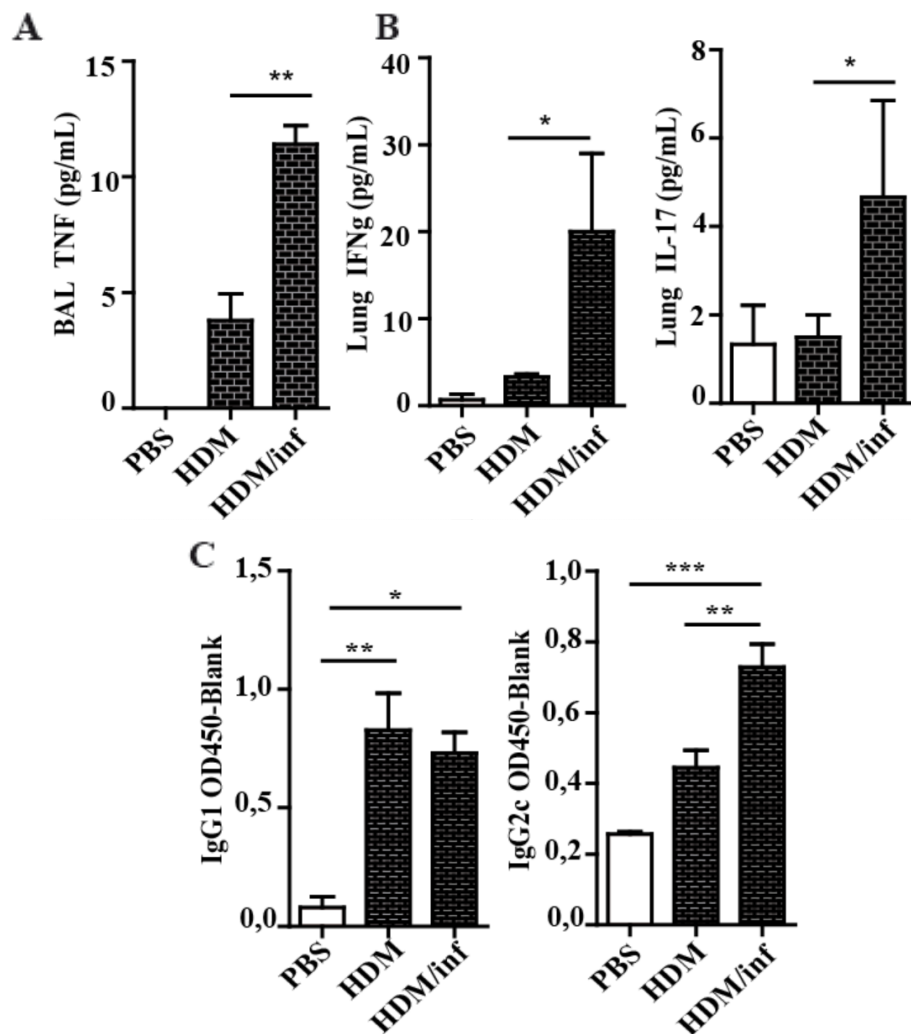 A
BAL TNF (pg/mL)
15
10
5
0
**
PBS
HDM
HDM/inf
B
Lung IFNg (pg/mL)
40
30
20
10
0
*
PBS
HDM
HDM/inf
Lung IL-17 (pg/mL)
8
6
4
2
0
*
PBS
HDM
HDM/inf
C
IgG1 OD450-Blank
1,5
1,0
0,5
0,0
*
**
PBS
HDM
HDM/inf
IgG2c OD450-Blank
1,0
0,8
0,6
0,4
0,2
0,0
***
**
PBS
HDM
HDM/inf